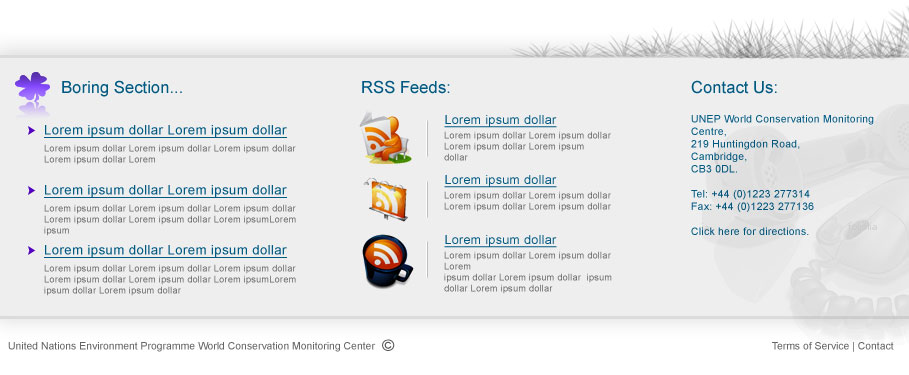 Boring Section...
Lorem ipsum dollar Lorem ipsum dollar
Lorem ipsum dollar Lorem ipsum dollar Lorem ipsum dollar
Lorem ipsum dollar Lorem
Lorem ipsum dollar Lorem ipsum dollar
Lorem ipsum dollar Lorem ipsum dollar Lorem ipsum dollar
Lorem ipsum dollar Lorem ipsum dollar Lorem ipsumLorem
ipsum
Lorem ipsum dollar Lorem ipsum dollar
Lorem ipsum dollar Lorem ipsum dollar Lorem ipsum dollar
Lorem ipsum dollar Lorem ipsum dollar Lorem ipsumLorem
ipsum dollar Lorem ipsum dollar
RSS Feeds:
Lorem ipsum dollar
Lorem ipsum dollar Lorem ipsum dollar
Lorem ipsum dollar Lorem ipsum
dollar
Lorem ipsum dollar
Lorem ipsum dollar Lorem ipsum dollar
Lorem ipsum dollar Lorem ipsum dollar
Lorem ipsum dollar
Lorem ipsum dollar Lorem ipsum dollar
Lorem
ipsum dollar Lorem ipsum dollar  ipsum
dollar Lorem ipsum dollar
Contact Us:
UNEP World Conservation Monitoring
Centre,
219 Huntingdon Road,
Cambridge,
CB3 0DL.
Tel: +44 (0)1223 277314
Fax: +44 (0)1223 277136
Click here for directions.
United Nations Environment Programme World Conservation Monitoring Center ©
Terms of Service | Contact